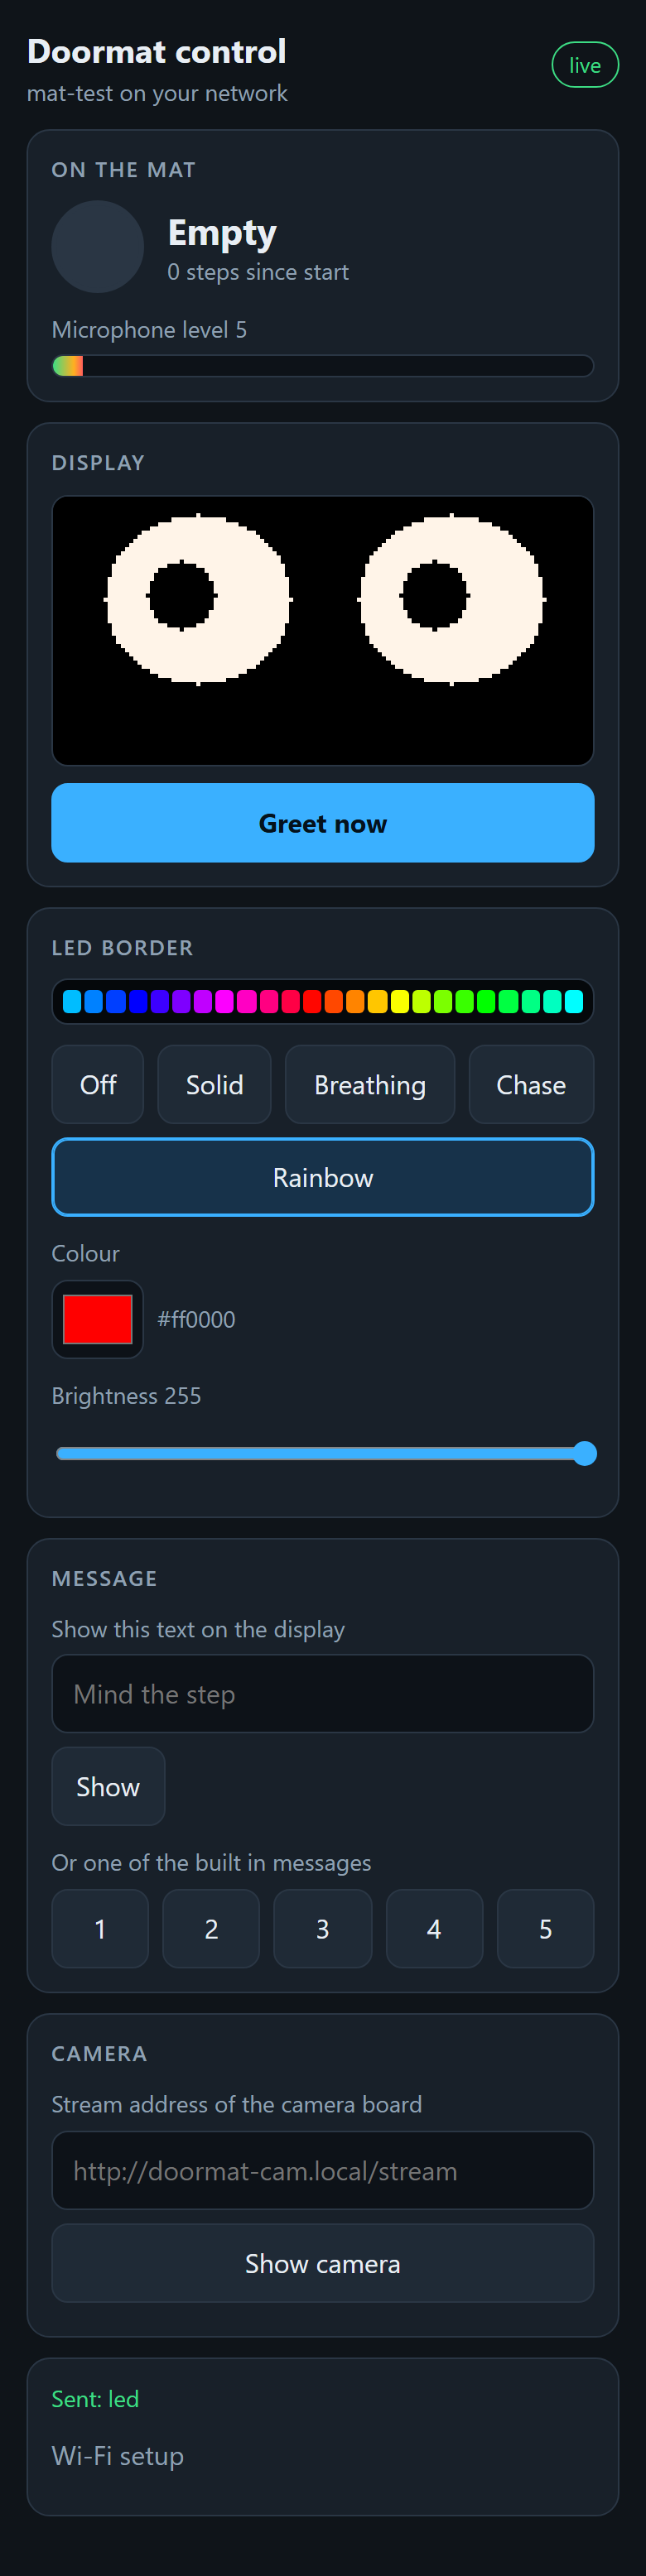 Doormat control
mat-test on your network
live
ON THE MAT
Empty
0 steps since start
Microphone level 5
DISPLAY
Greet now
LED BORDER
Off
Solid
Breathing
Chase
Rainbow
Colour
#ff0000
Brightness 255
MESSAGE
Show this text on the display
Mind the step
Show
Or one of the built in messages
1
2
3
4
5
CAMERA
Stream address of the camera board
http://doormat-cam.local/stream
Show camera
Sent: led
Wi-Fi setup